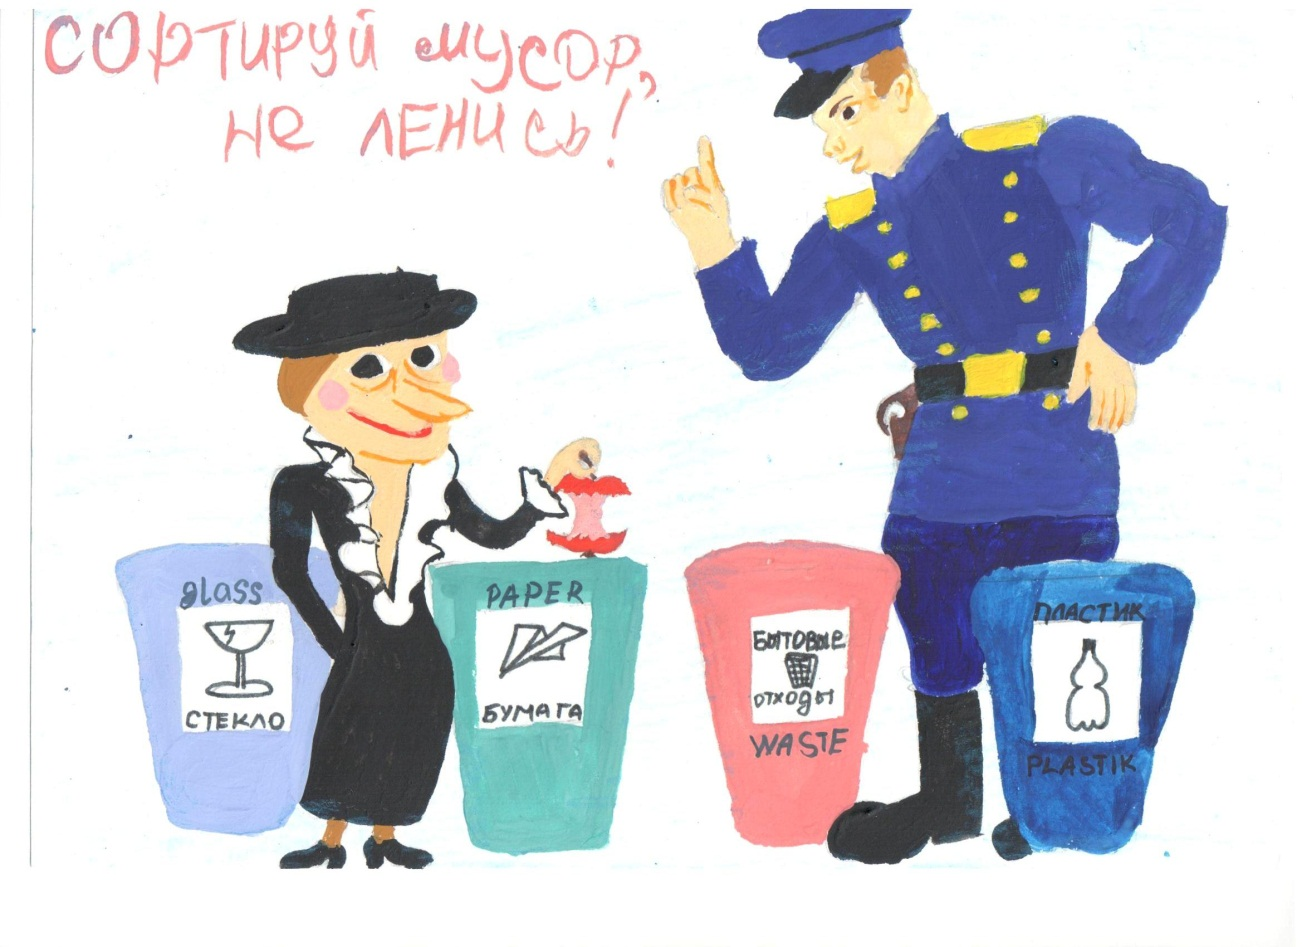 СОРТИРУЙ МУСОР,
НЕ ЛЕНИСЬ!
glass
СТЕКЛО
PAPER
БУМАГА
БЫТОВЫЕ
ОТХОДЫ
WASTE
ПЛАСТИК
PLASTIK